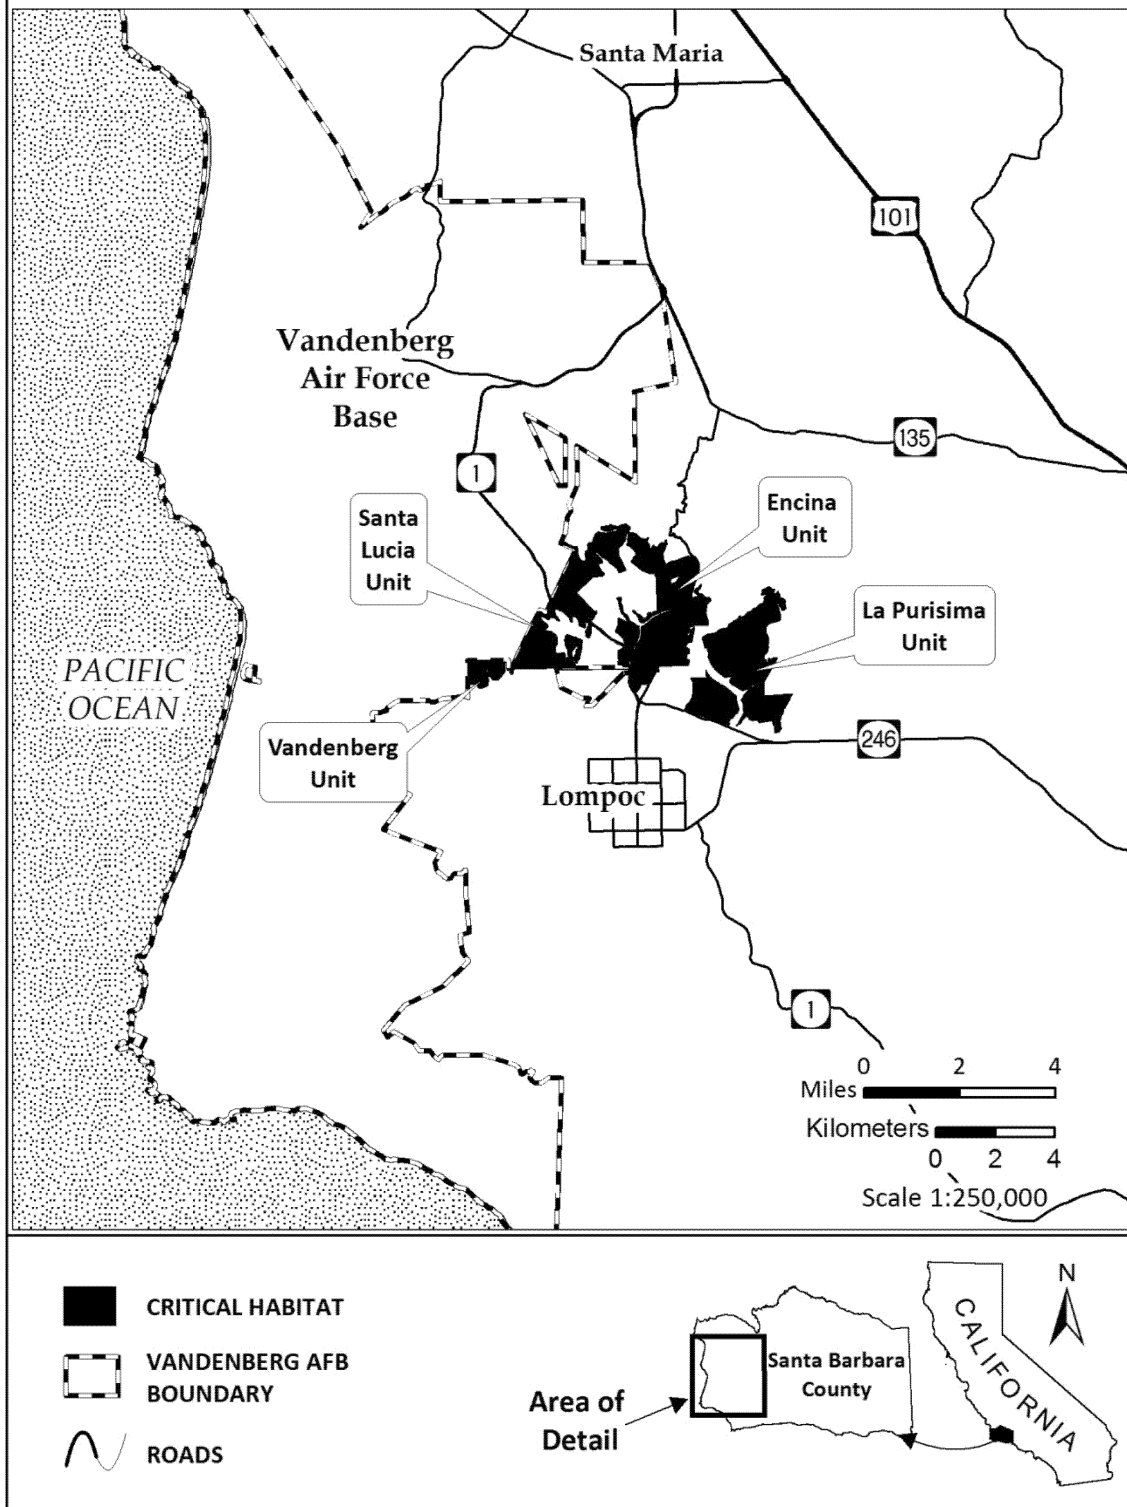 Santa Maria
101
Vandenberg
Air Force
Base
135
1
Encina
Unit
Santa
Lucia
Unit
La Purisima
Unit
PACIFIC
OCEAN
Vandenberg
Unit
246
Lompoc
1
0 2 4
Miles
Kilometers
0 2 4
Scale 1:250,000
CRITICAL HABITAT
VANDENBERG AFB
BOUNDARY
ROADS
Area of
Detail
Santa Barbara
County
CALIFORNIA
N